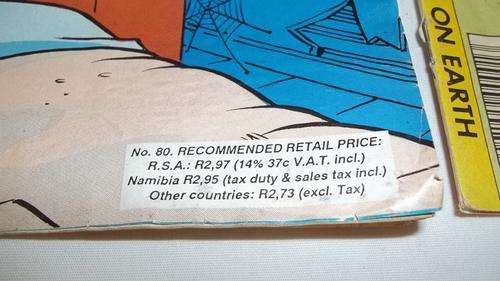 No. 80. RECOMMENDED RETAIL PRICE:
R.S.A.: R2,97 (14% 37c V.A.T. incl.)
Namibia R2,95 (tax duty & sales tax incl.)
Other countries: R2,73 (excl. Tax)
ON EARTH